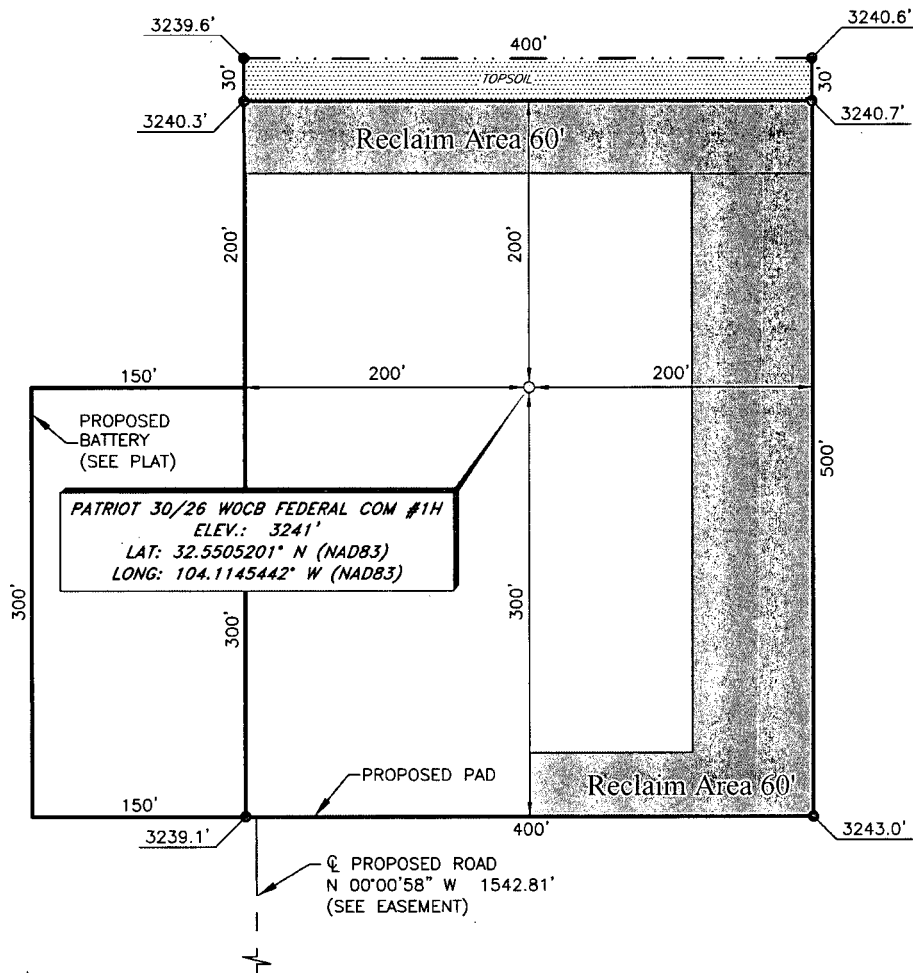 3239.6'
3240.6'
400'
30'
TOPSOIL
30'
3240.3'
3240.7'
Reclaim Area 60'
200'
200'
150'
200'
200'
PROPOSED
BATTERY
(SEE PLAT)
500'
PATRIOT 30/26 WOCB FEDERAL COM #1H
ELEV.: 3241'
LAT: 32.5505201° N (NAD83)
LONG: 104.1145442° W (NAD83)
300'
300'
300'
PROPOSED PAD
Reclaim Area 60'
150'
400'
3239.1'
3243.0'
℄ PROPOSED ROAD
N 00°00'58" W 1542.81'
(SEE EASEMENT)